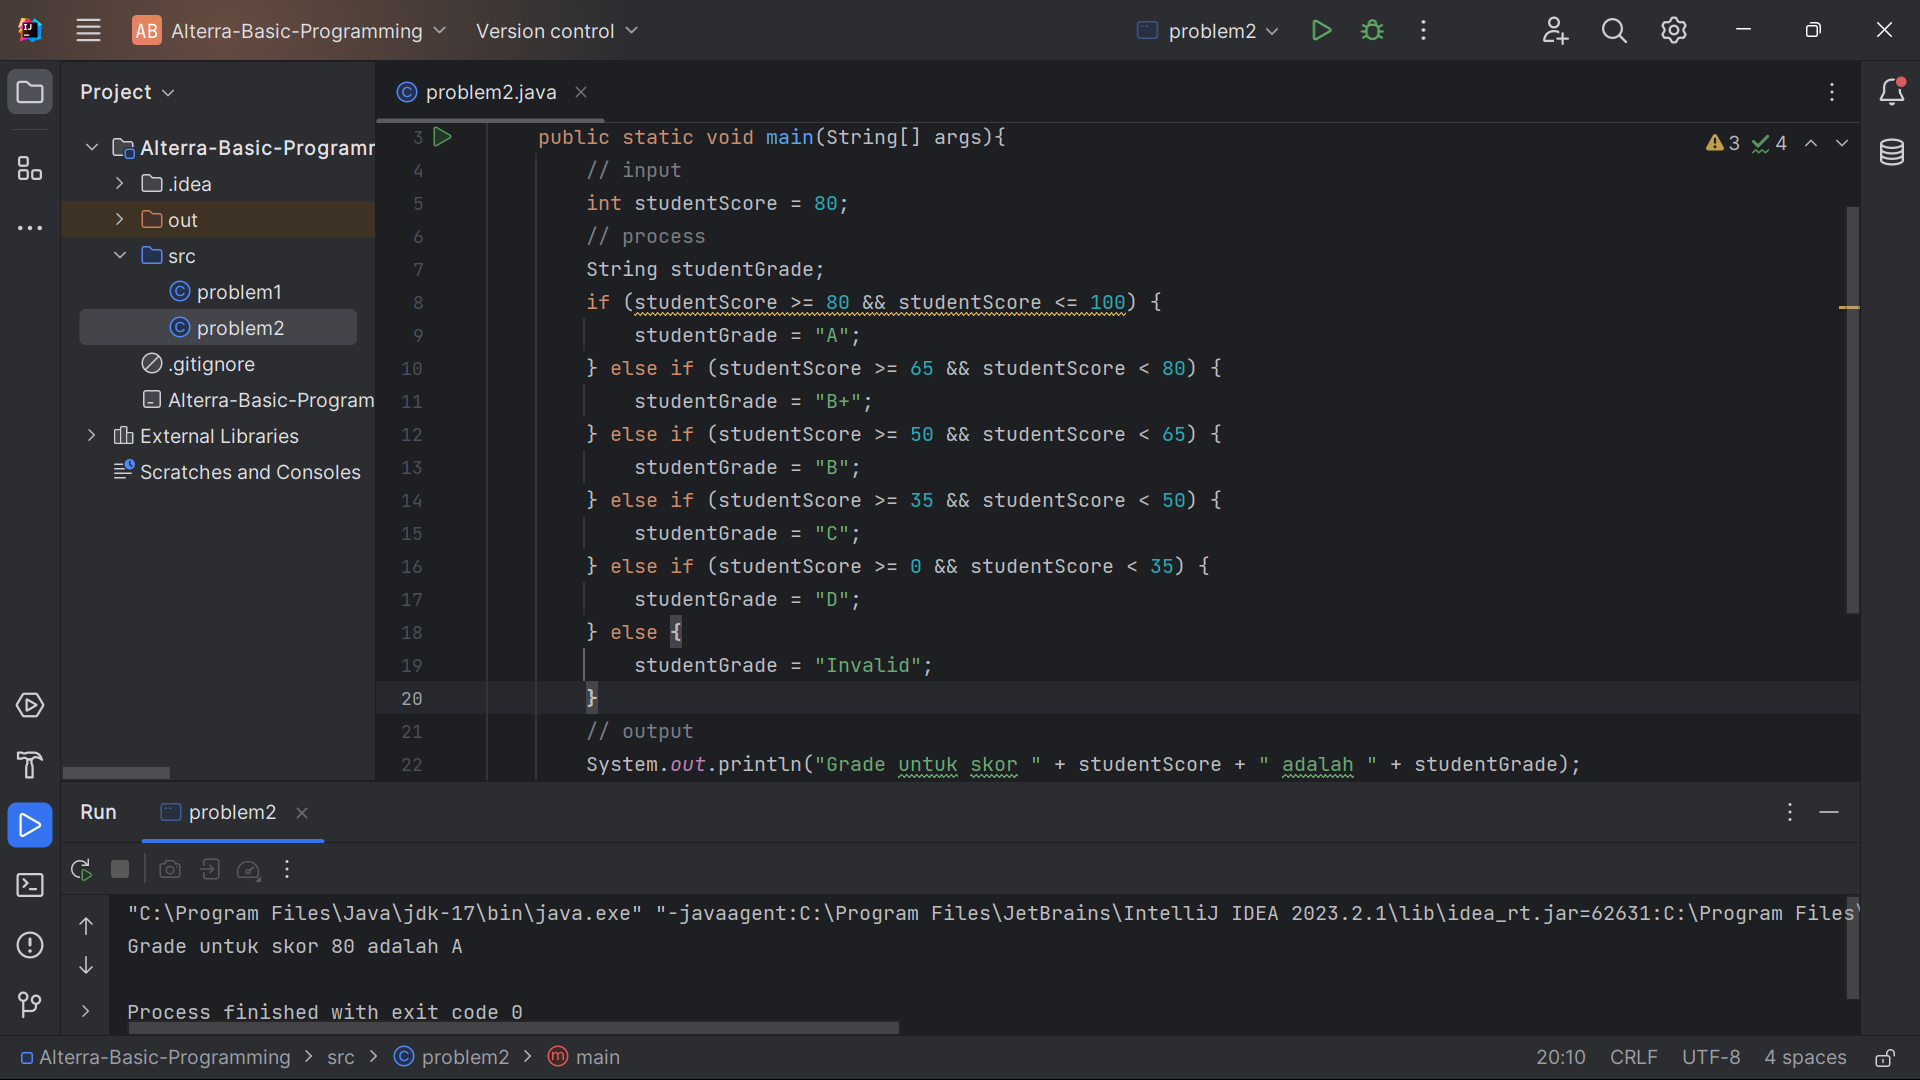 AB Alterra-Basic-Programming Version control problem2
Project
problem2.java
Alterra-Basic-Programm
.idea
out
src
problem1
problem2
.gitignore
Alterra-Basic-Program
External Libraries
Scratches and Consoles
3 4
3 public static void main(String[] args){
4 // input
5 int studentScore = 80;
6 // process
7 String studentGrade;
8 if (studentScore >= 80 && studentScore <= 100) {
9 studentGrade = "A";
10 } else if (studentScore >= 65 && studentScore < 80) {
11 studentGrade = "B+";
12 } else if (studentScore >= 50 && studentScore < 65) {
13 studentGrade = "B";
14 } else if (studentScore >= 35 && studentScore < 50) {
15 studentGrade = "C";
16 } else if (studentScore >= 0 && studentScore < 35) {
17 studentGrade = "D";
18 } else {
19 studentGrade = "Invalid";
20 }
21 // output
22 System.out.println("Grade untuk skor " + studentScore + " adalah " + studentGrade);
Run problem2
"C:\Program Files\Java\jdk-17\bin\java.exe" "-javaagent:C:\Program Files\JetBrains\IntelliJ IDEA 2023.2.1\lib\idea_rt.jar=62631:C:\Program Files\
Grade untuk skor 80 adalah A
Process finished with exit code 0
Alterra-Basic-Programming > src > problem2 > main 20:10 CRLF UTF-8 4 spaces